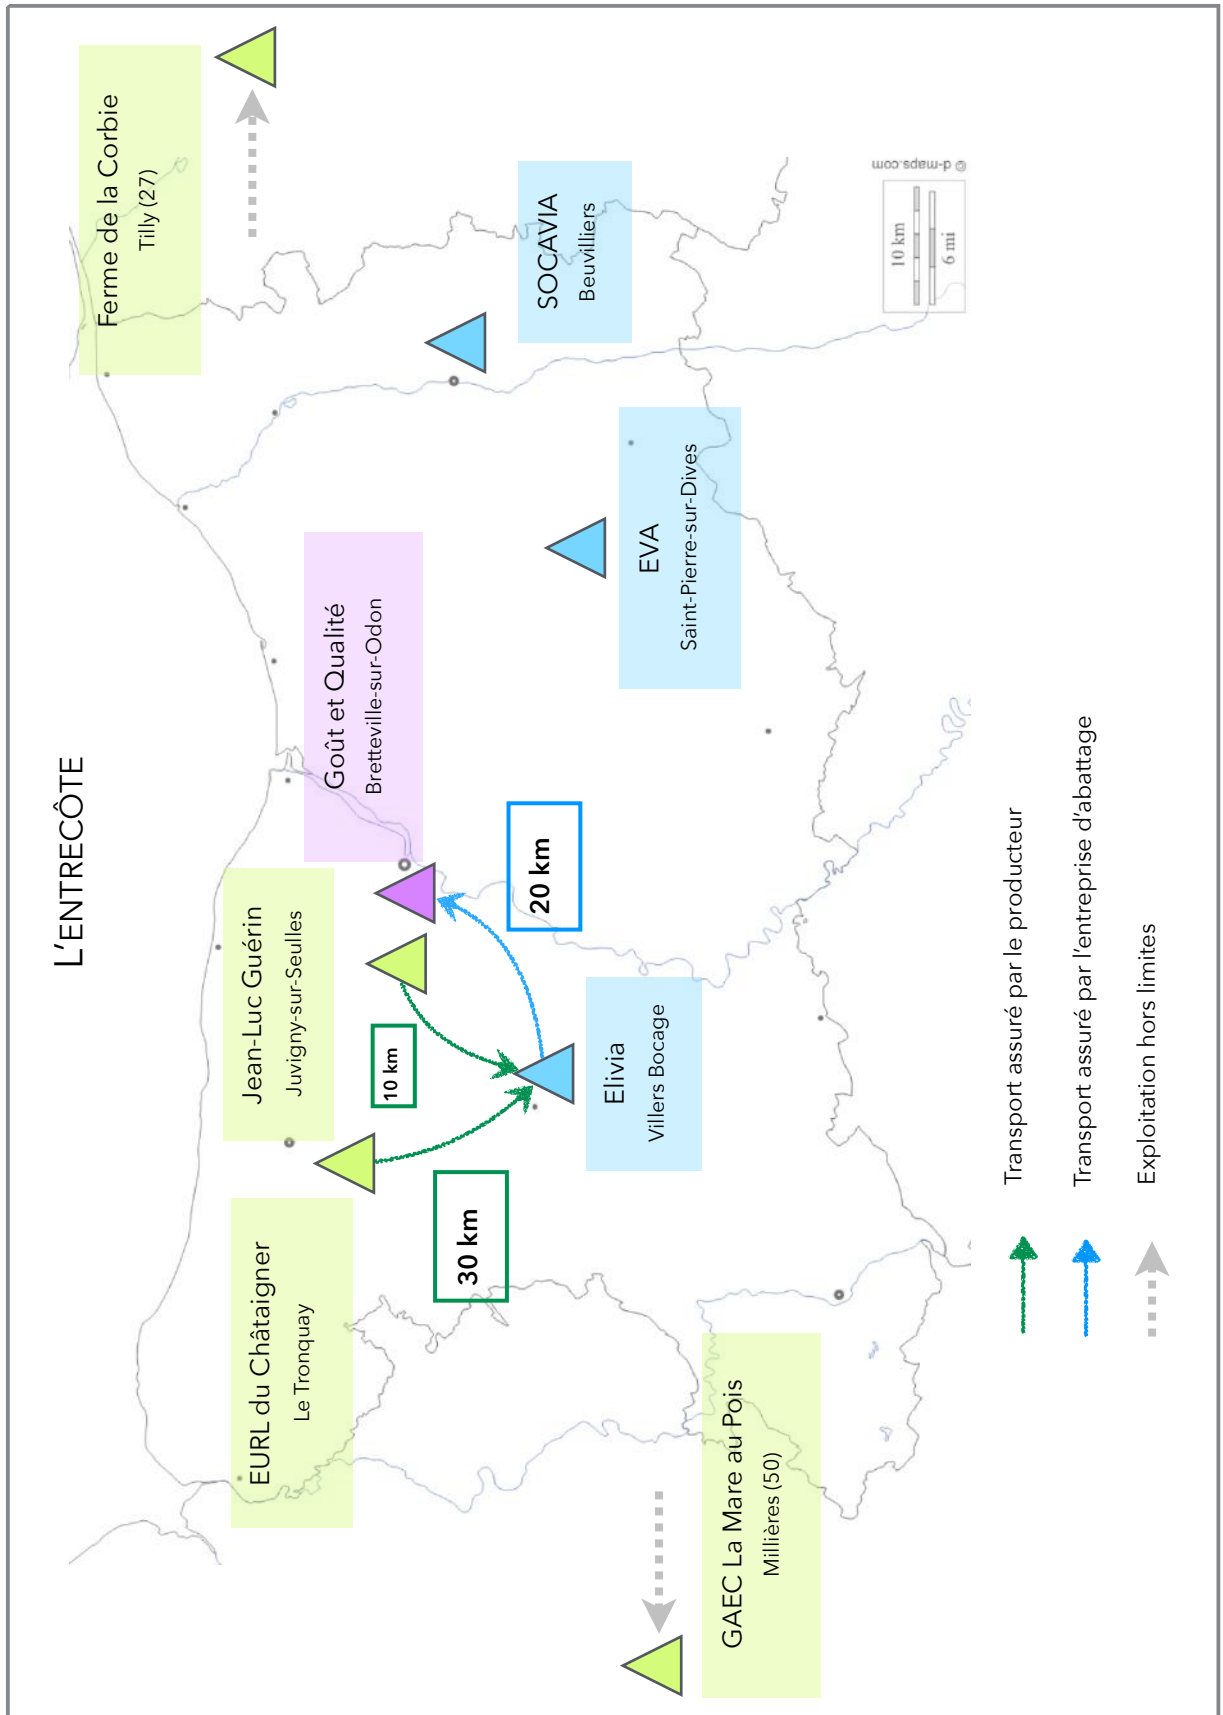 L'ENTRECÔTE
EURL du Châtaigner
Le Tronquay
Jean-Luc Guérin
Juvigny-sur-Seulles
Goût et Qualité
Bretteville-sur-Odon
Ferme de la Corbie
Tilly (27)
30 km
10 km
20 km
Elivia
Villers Bocage
EVA
Saint-Pierre-sur-Dives
SOCAVIA
Beuvilliers
GAEC La Mare au Pois
Millières (50)
10 km
6 mi
© d-maps.com
Transport assuré par le producteur
Transport assuré par l'entreprise d'abattage
Exploitation hors limites